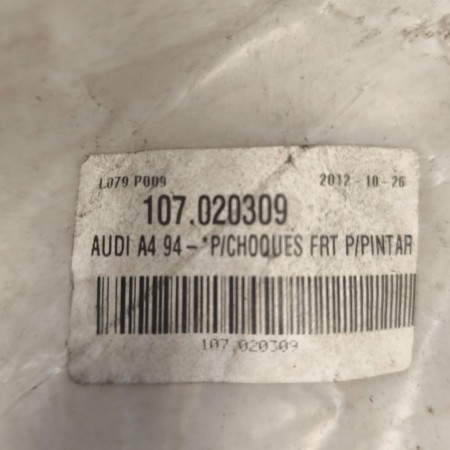 L079 P009 2012-10-26
107.020309
AUDI A4 94-*P/CHOQUES FRT P/PINTAR
107.020309